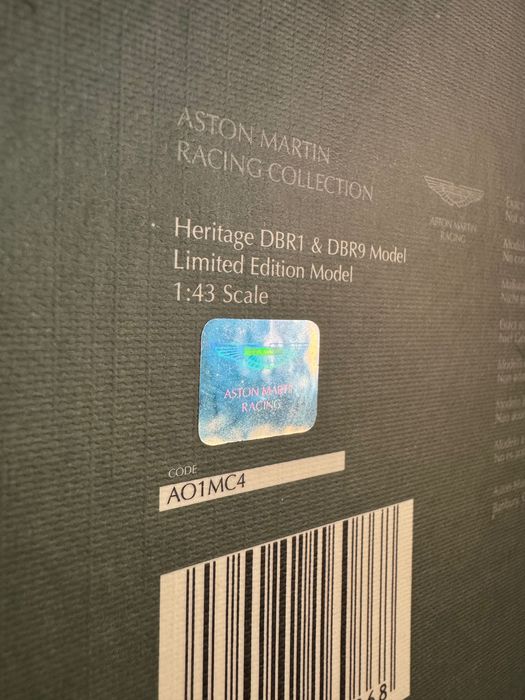 ASTON MARTIN
RACING COLLECTION
ASTON MARTIN
RACING
Heritage DBR1 & DBR9 Model
Limited Edition Model
1:43 Scale
ASTON MARTIN
RACING
CODE
AO1MC4
68